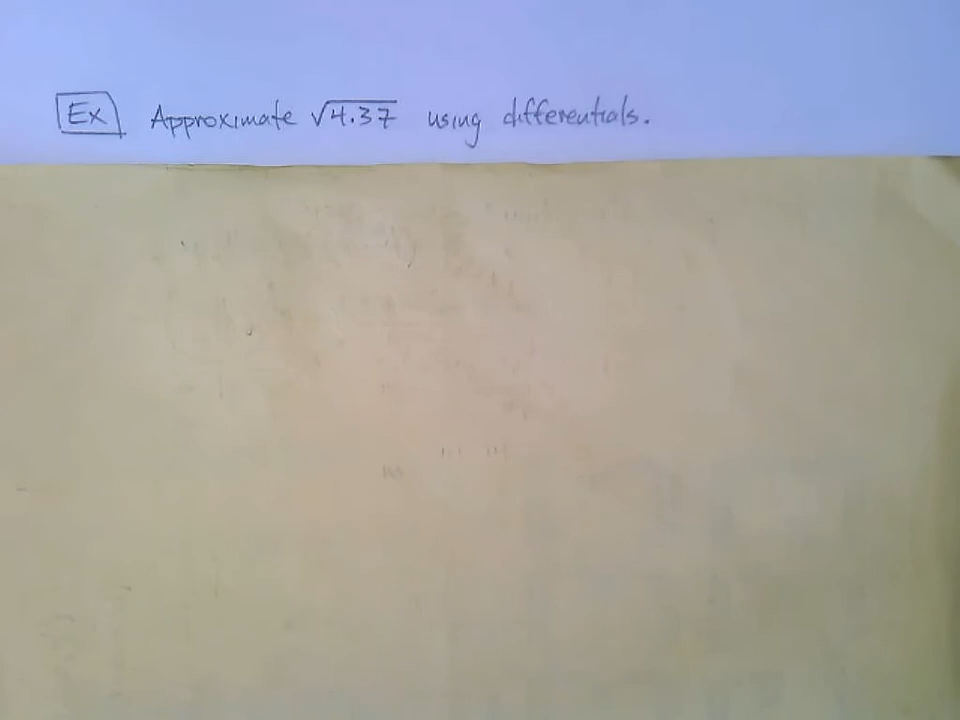 Ex Approximate √4.37 using differentials.